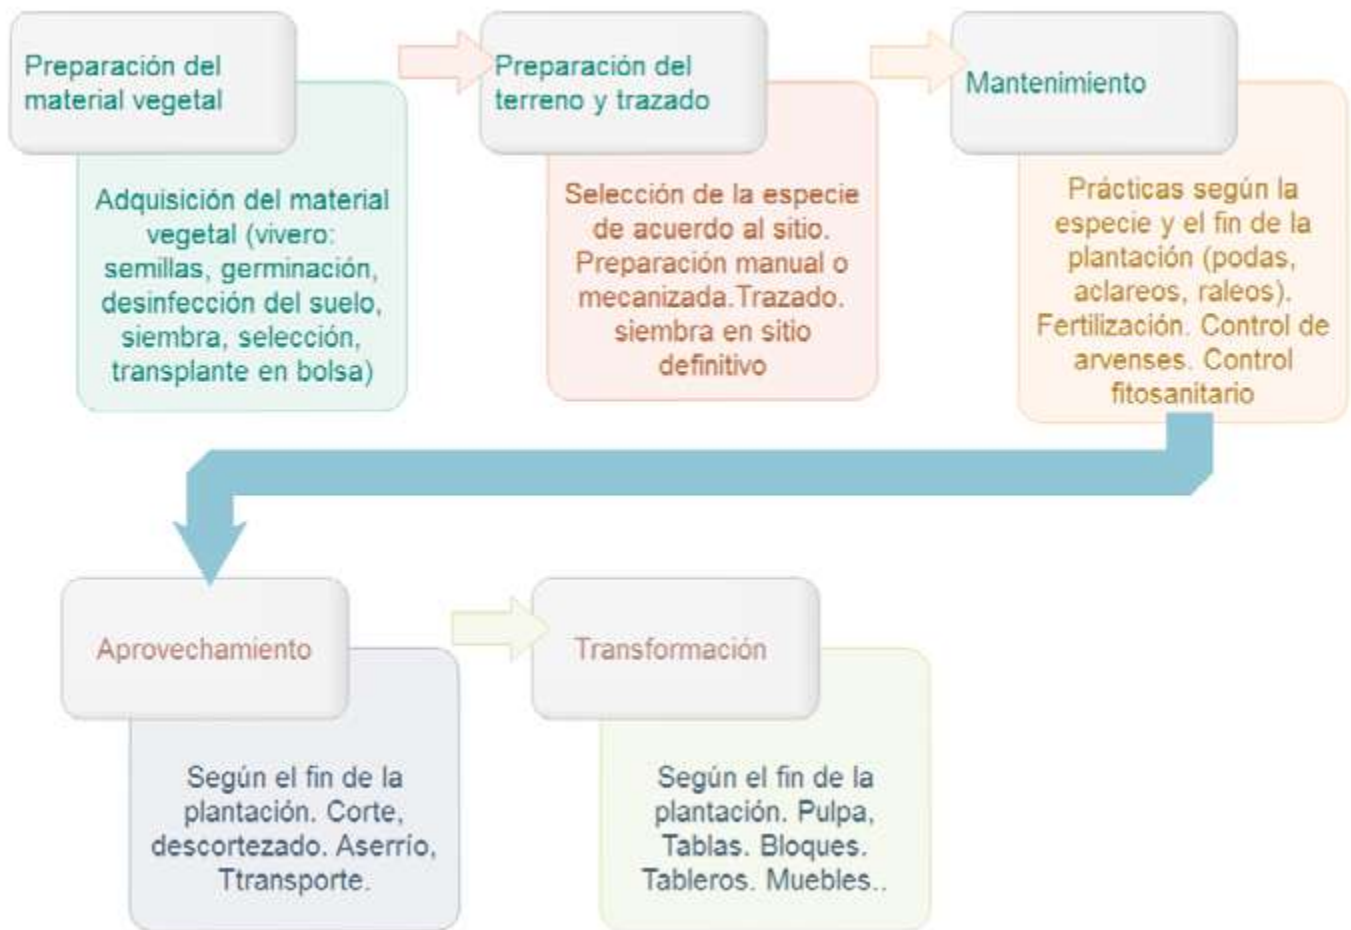 Preparación del
material vegetal
Adquisición del material
vegetal (vivero:
semillas, germinación,
desinfección del suelo,
siembra, selección,
transplante en bolsa)
Preparación del
terreno y trazado
Selección de la especie
de acuerdo al sitio.
Preparación manual o
mecanizada.Trazado.
siembra en sitio
definitivo
Mantenimiento
Prácticas según la
especie y el fin de la
plantación (podas,
aclareos, raleos).
Fertilización. Control de
arvenses. Control
fitosanitario
Aprovechamiento
Según el fin de la
plantación. Corte,
descortezado. Aserrío,
Ttransporte.
Transformación
Según el fin de la
plantación. Pulpa,
Tablas. Bloques.
Tableros. Muebles..